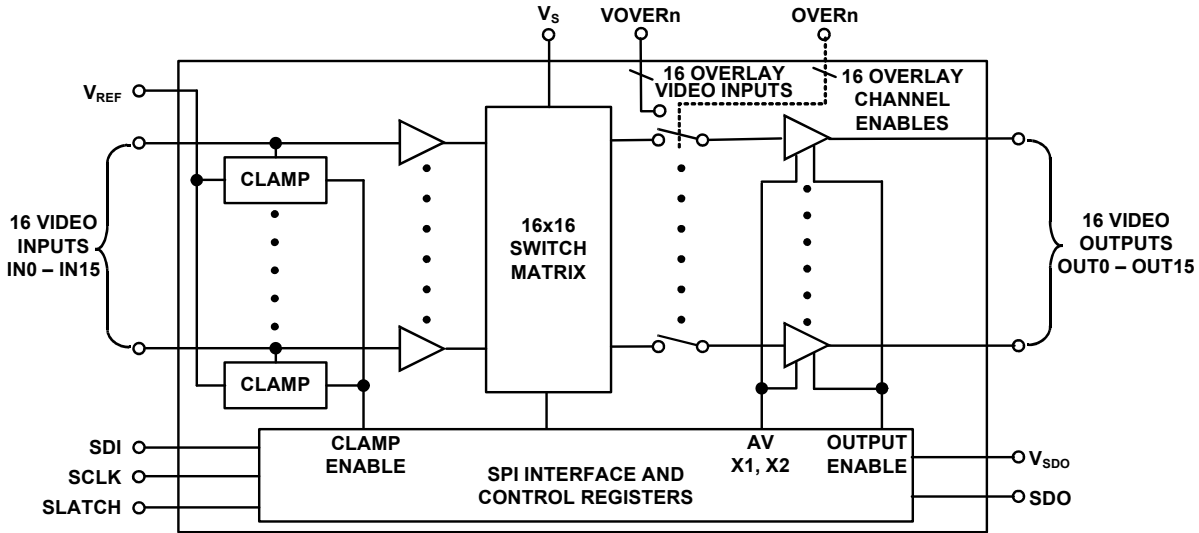 VS
VOVERn
OVERn
16 OVERLAY
VIDEO INPUTS
16 OVERLAY
CHANNEL
ENABLES
VREF
CLAMP
16 VIDEO
INPUTS
IN0 – IN15
16x16
SWITCH
MATRIX
16 VIDEO
OUTPUTS
OUT0 – OUT15
CLAMP
SDI
SCLK
SLATCH
CLAMP
ENABLE
SPI INTERFACE AND
CONTROL REGISTERS
AV
X1, X2
OUTPUT
ENABLE
VSDO
SDO